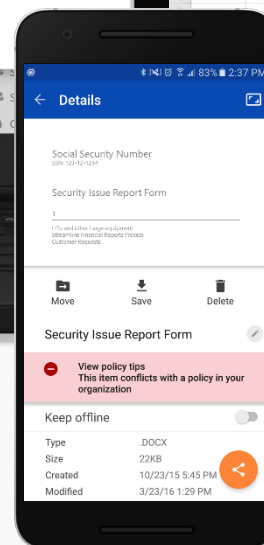 83% 2:37 PM
Details
Social Security Number
SSN: 123-12-1234
Security Issue Report Form
1
Streamline Financial Reports Process
Customer Requests
Move Save Delete
Security Issue Report Form
View policy tips
This item conflicts with a policy in your
organization
Keep offline
Type .DOCX
Size 22KB
Created 10/23/15 5:45 PM
Modified 3/23/16 1:29 PM